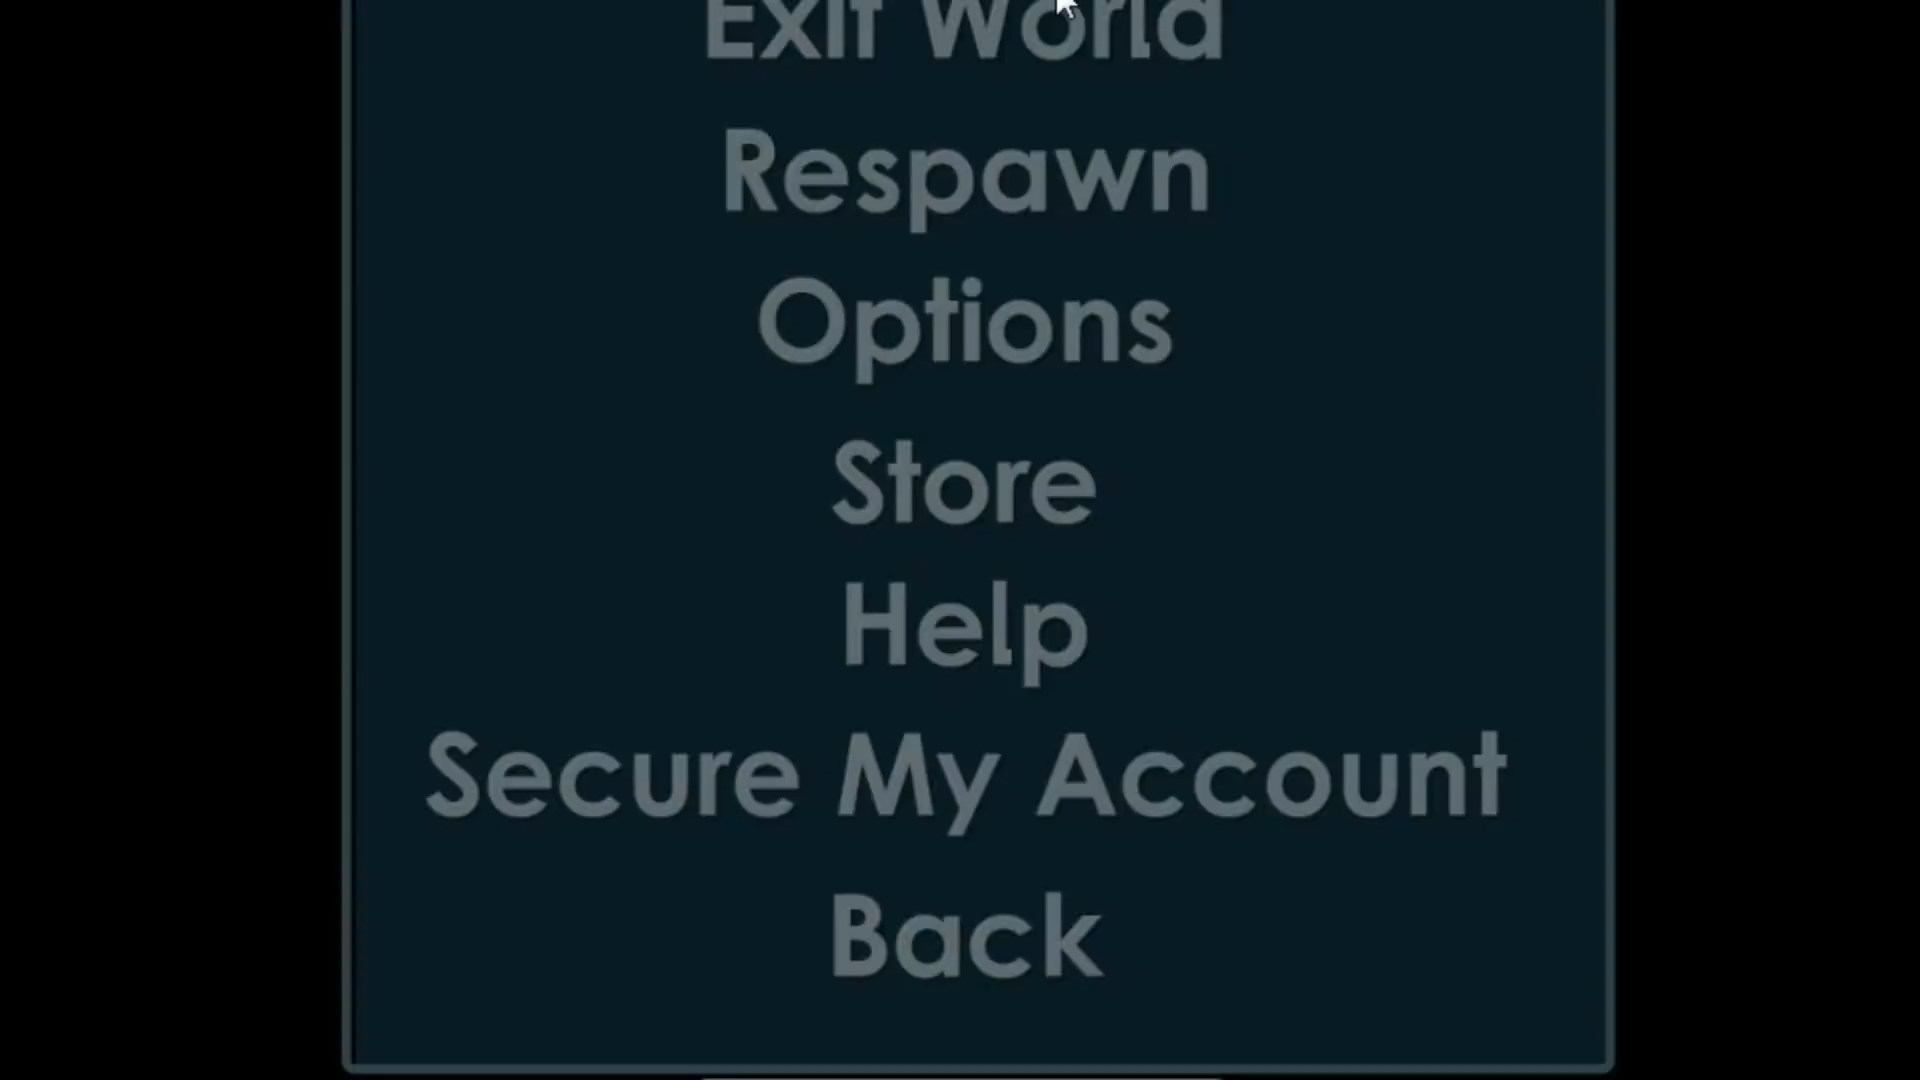 Exit World
Respawn
Options
Store
Help
Secure My Account
Back